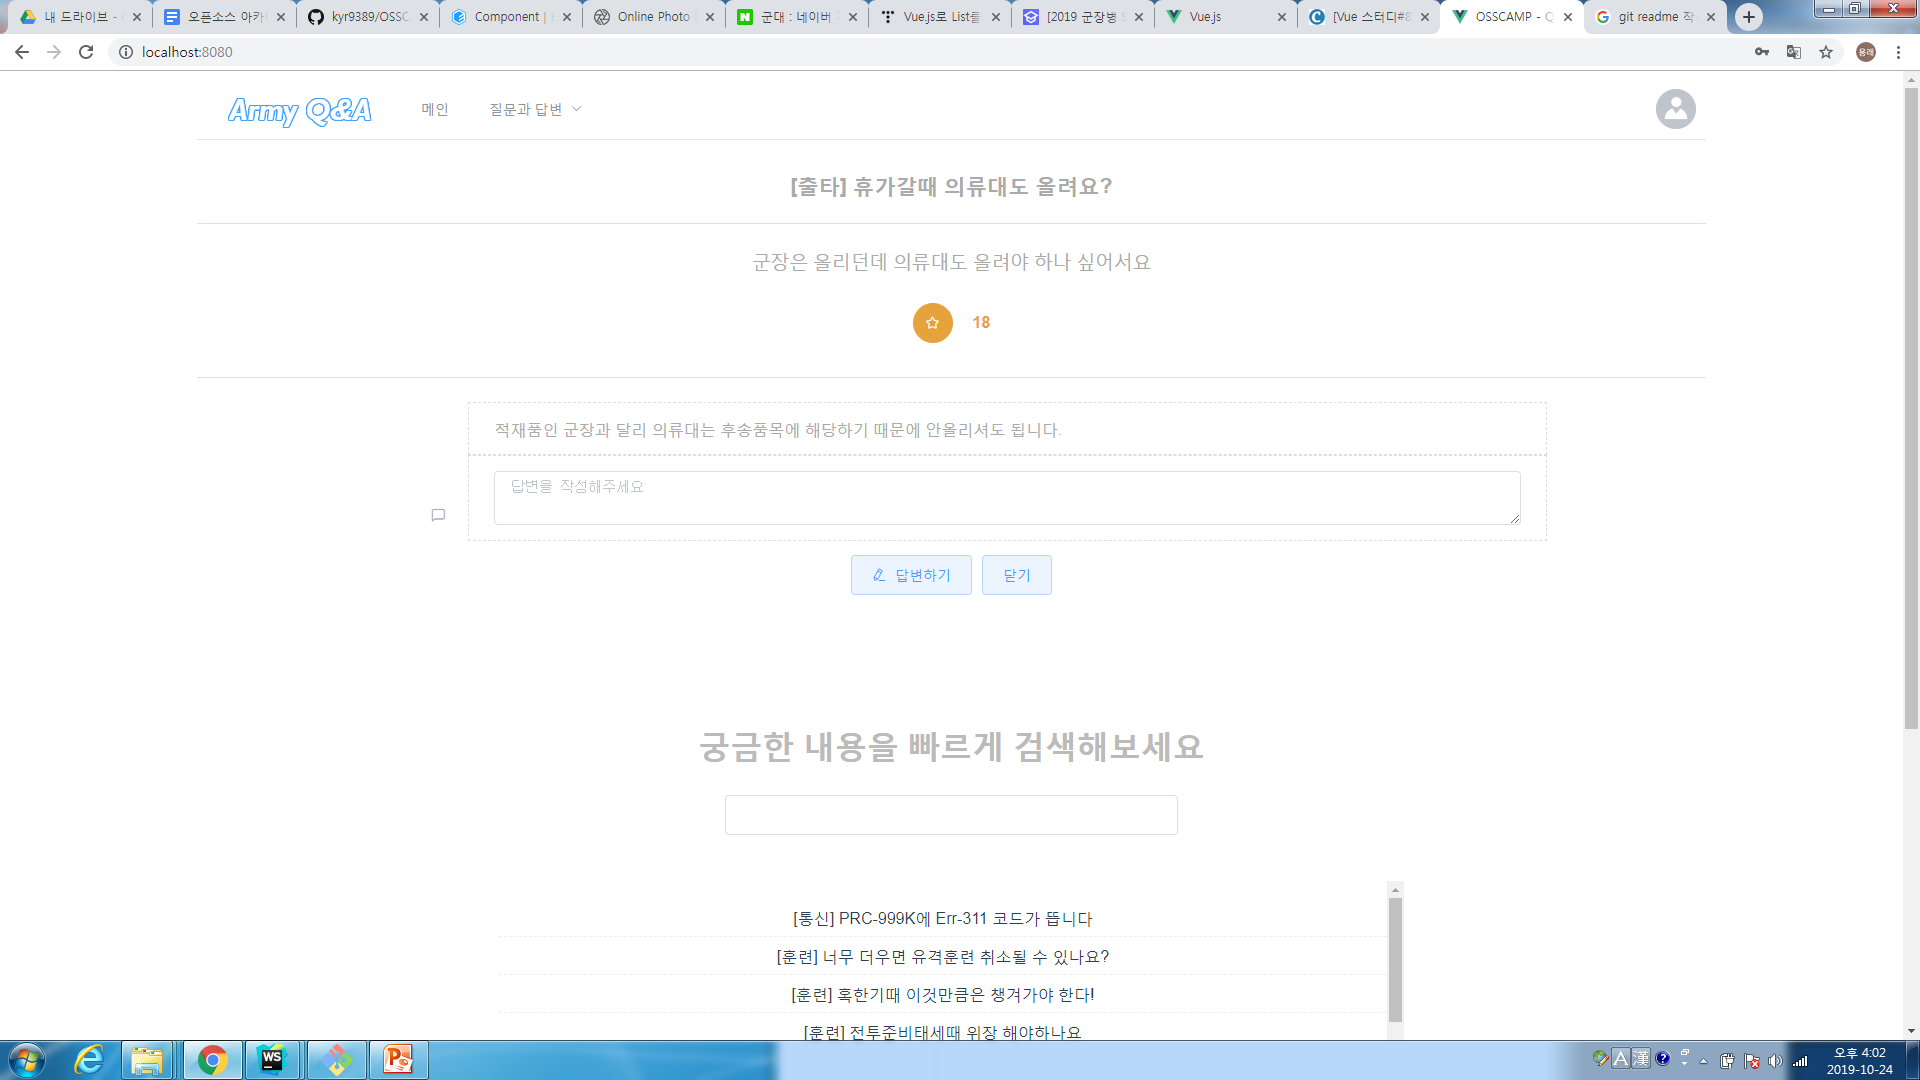 내 드라이브 -
오픈소스 아카
kyr9389/OSSC
Component |
Online Photo
군대 : 네이버
Vue.js로 List를
[2019 군장병
Vue.js
[Vue 스터디#8
OSSCAMP - Q
git readme 작
localhost:8080
용래
Army Q&A
메인
질문과 답변
[출타] 휴가갈때 의류대도 올려요?
군장은 올리던데 의류대도 올려야 하나 싶어서요
18
적재품인 군장과 달리 의류대는 후송품목에 해당하기 때문에 안올리셔도 됩니다.
답변을 작성해주세요
답변하기
닫기
궁금한 내용을 빠르게 검색해보세요
[통신] PRC-999K에 Err-311 코드가 뜹니다
[훈련] 너무 더우면 유격훈련 취소될 수 있나요?
[훈련] 혹한기때 이것만큼은 챙겨가야 한다!
[훈련] 전투준비태세때 위장 해야하나요
WS
A 漢
오후 4:02
2019-10-24